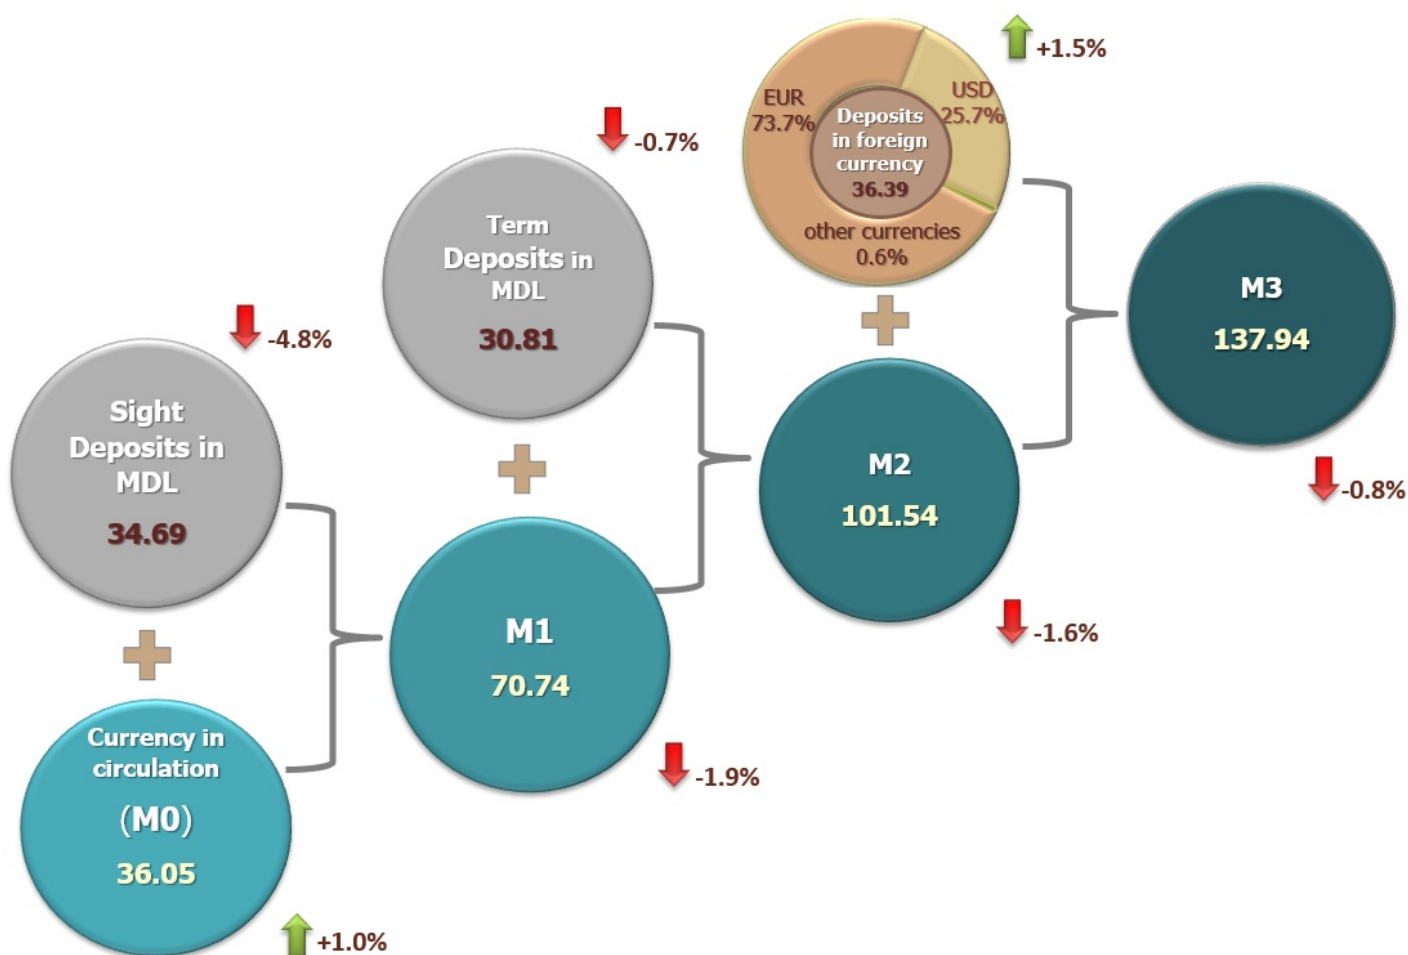 -4.8%
Sight
Deposits in
MDL
34.69
Currency in
circulation
(M0)
36.05
+1.0%
-0.7%
Term
Deposits in
MDL
30.81
M1
70.74
-1.9%
+1.5%
EUR
73.7%
USD
25.7%
Deposits
in foreign
currency
36.39
other currencies
0.6%
M2
101.54
-1.6%
M3
137.94
-0.8%